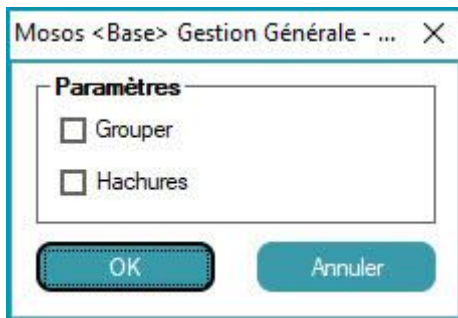 Mosos <Base> Gestion Générale - ...
Paramètres
Grouper
Hachures
OK
Annuler